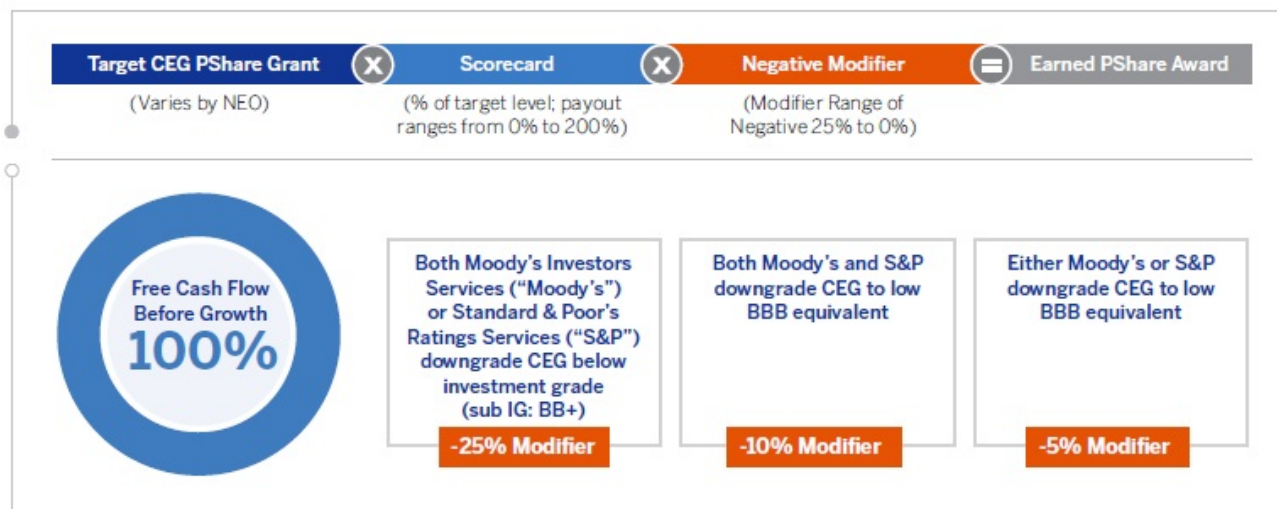 Target CEG PShare Grant X Scorecard X Negative Modifier = Earned PShare Award
(Varies by NEO)
(% of target level; payout
ranges from 0% to 200%)
(Modifier Range of
Negative 25% to 0%)
Free Cash Flow
Before Growth
100%
Both Moody's Investors
Services (“Moody's”)
or Standard & Poor's
Ratings Services (“S&P”)
downgrade CEG below
investment grade
(sub IG: BB+)
-25% Modifier
Both Moody's and S&P
downgrade CEG to low
BBB equivalent
-10% Modifier
Either Moody's or S&P
downgrade CEG to low
BBB equivalent
-5% Modifier